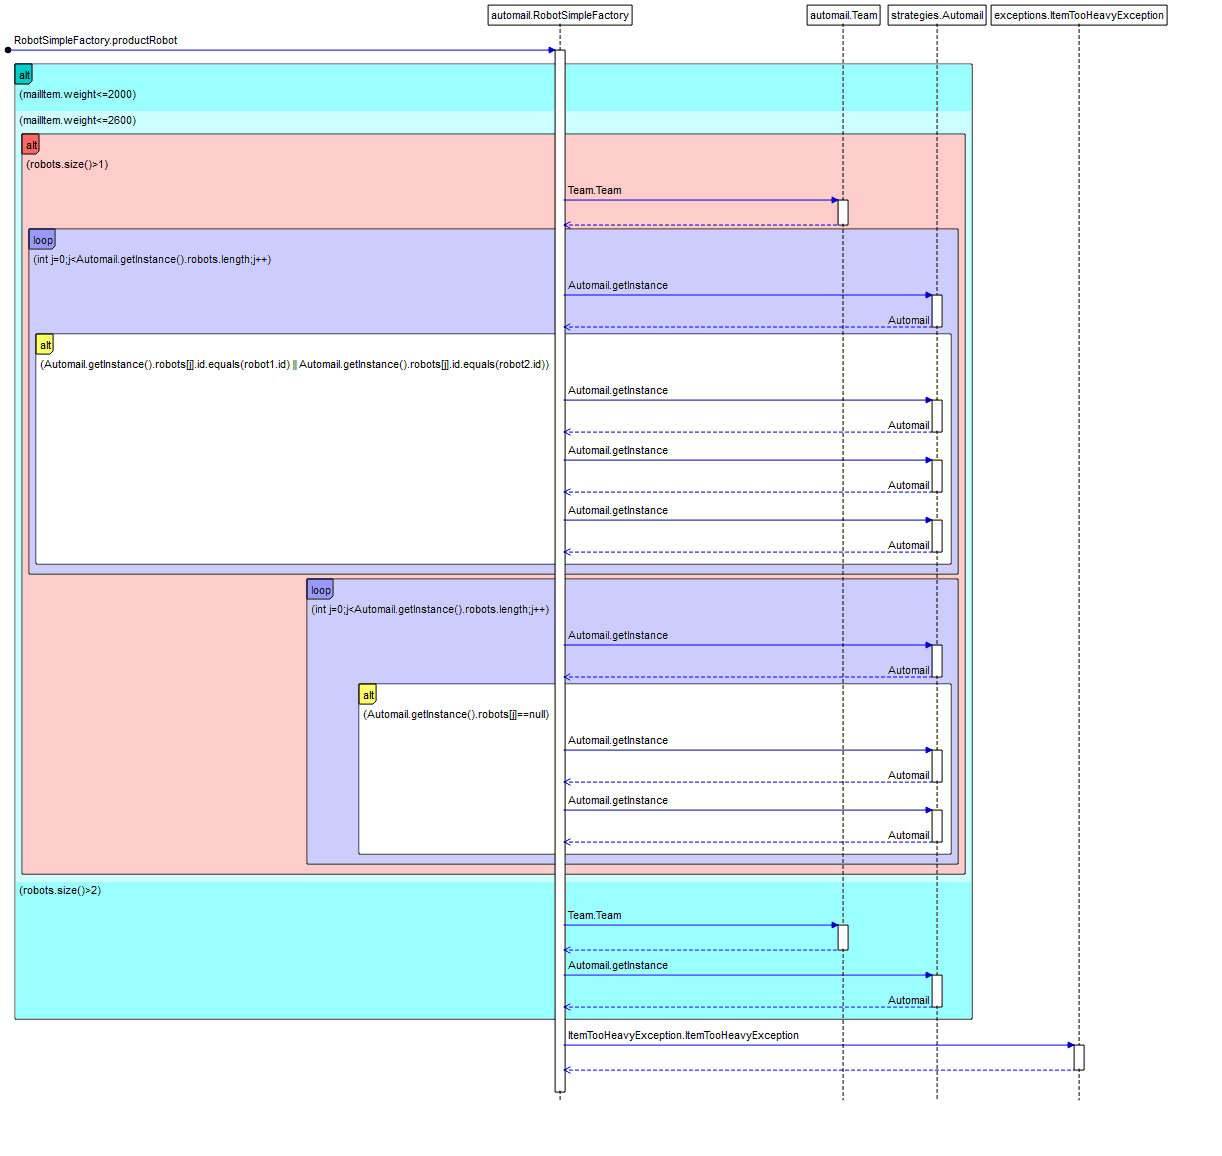 automail.RobotSimpleFactory
automail.Team
strategies.Automail
exceptions.ItemTooHeavyException
RobotSimpleFactory.productRobot
alt
(mailItem.weight<=2000)
(mailItem.weight<=2600)
alt
(robots.size()>1)
Team.Team
loop
(int j=0;j<Automail.getInstance().robots.length;j++)
Automail.getInstance
Automail
alt
(Automail.getInstance().robots[j].id.equals(robot1.id) || Automail.getInstance().robots[j].id.equals(robot2.id))
Automail.getInstance
Automail
Automail.getInstance
Automail
Automail.getInstance
Automail
loop
(int j=0;j<Automail.getInstance().robots.length;j++)
Automail.getInstance
Automail
alt
(Automail.getInstance().robots[j]==null)
Automail.getInstance
Automail
Automail.getInstance
Automail
(robots.size()>2)
Team.Team
Automail.getInstance
Automail
ItemTooHeavyException.ItemTooHeavyException